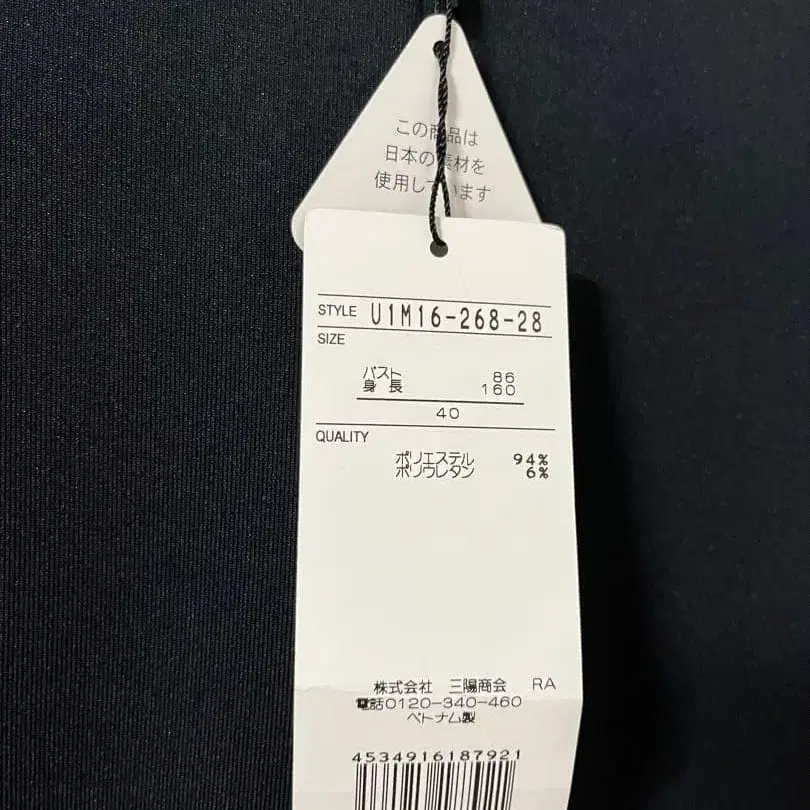 この商品は
日本の素材を
使用しています
STYLE U1M16-268-28
SIZE
バスト 86
身長 160
40
QUALITY
ポリエステル 94%
ポリウレタン 6%
株式会社 三陽商会 RA
電話0120-340-460
ベトナム製
4534916187921